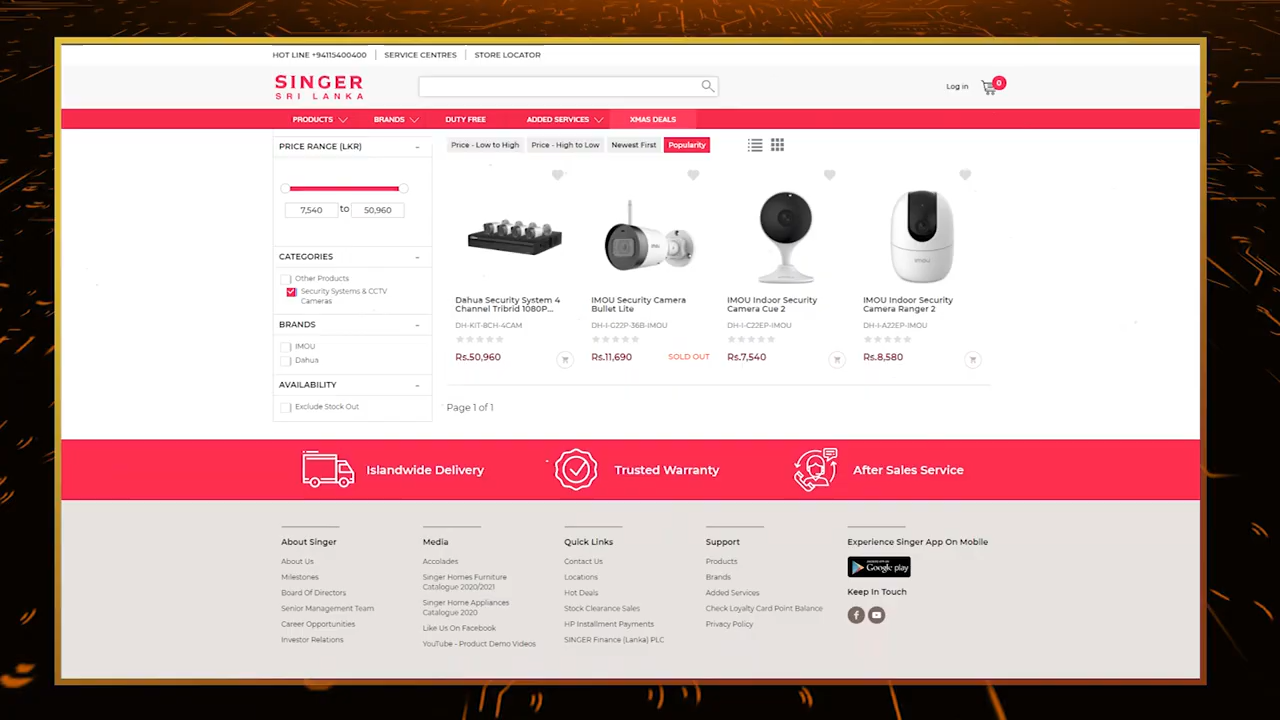 HOT LINE +94115400400
SERVICE CENTRES
STORE LOCATOR
SINGER
SRI LANKA
Log in
0
PRODUCTS
BRANDS
DUTY FREE
ADDED SERVICES
XMAS DEALS
PRICE RANGE (LKR)
-
7,540 to 50,960
CATEGORIES
-
Other Products
Security Systems & CCTV
Cameras
BRANDS
-
IMOU
Dahua
AVAILABILITY
-
Exclude Stock Out
Price - Low to High
Price - High to Low
Newest First
Popularity
Dahua Security System 4
Channel Tribrid 1080P...
DH-KIT-8CH-4CAM
Rs.50,960
IMOU Security Camera
Bullet Lite
DH-I-G22P-36B-IMOU
Rs.11,690
SOLD OUT
IMOU Indoor Security
Camera Cue 2
DH-I-C22EP-IMOU
Rs.7,540
imou
IMOU Indoor Security
Camera Ranger 2
DH-I-A22EP-IMOU
Rs.8,580
Page 1 of 1
Islandwide Delivery
Trusted Warranty
After Sales Service
About Singer
About Us
Milestones
Board Of Directors
Senior Management Team
Career Opportunities
Investor Relations
Media
Accolades
Singer Homes Furniture
Catalogue 2020/2021
Singer Home Appliances
Catalogue 2020
Like Us On Facebook
YouTube - Product Demo Videos
Quick Links
Contact Us
Locations
Hot Deals
Stock Clearance Sales
HP Installment Payments
SINGER Finance (Lanka) PLC
Support
Products
Brands
Added Services
Check Loyalty Card Point Balance
Privacy Policy
Experience Singer App On Mobile
Google play
Keep In Touch